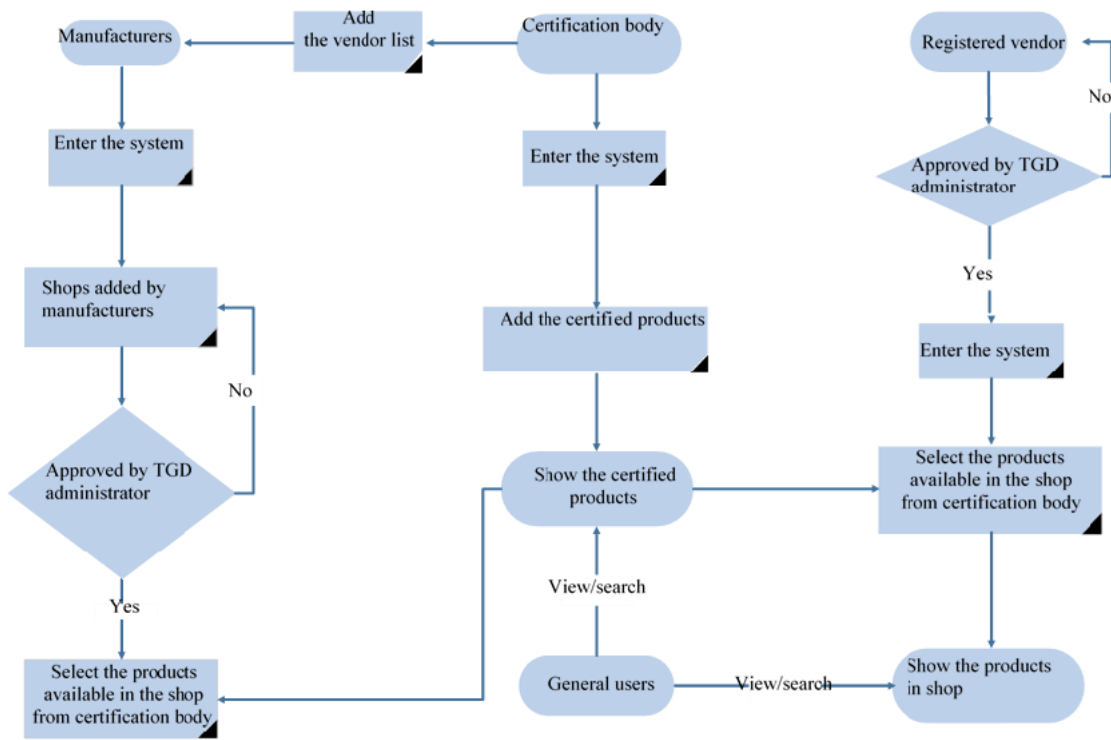 Manufacturers
Add
the vendor list
Certification body
Registered vendor
No
Enter the system
Enter the system
Approved by TGD
administrator
Yes
Shops added by
manufacturers
No
Add the certified products
Enter the system
Approved by TGD
administrator
Show the certified
products
Select the products
available in the shop
from certification body
Yes
View/search
Select the products
available in the shop
from certification body
General users
View/search
Show the products
in shop